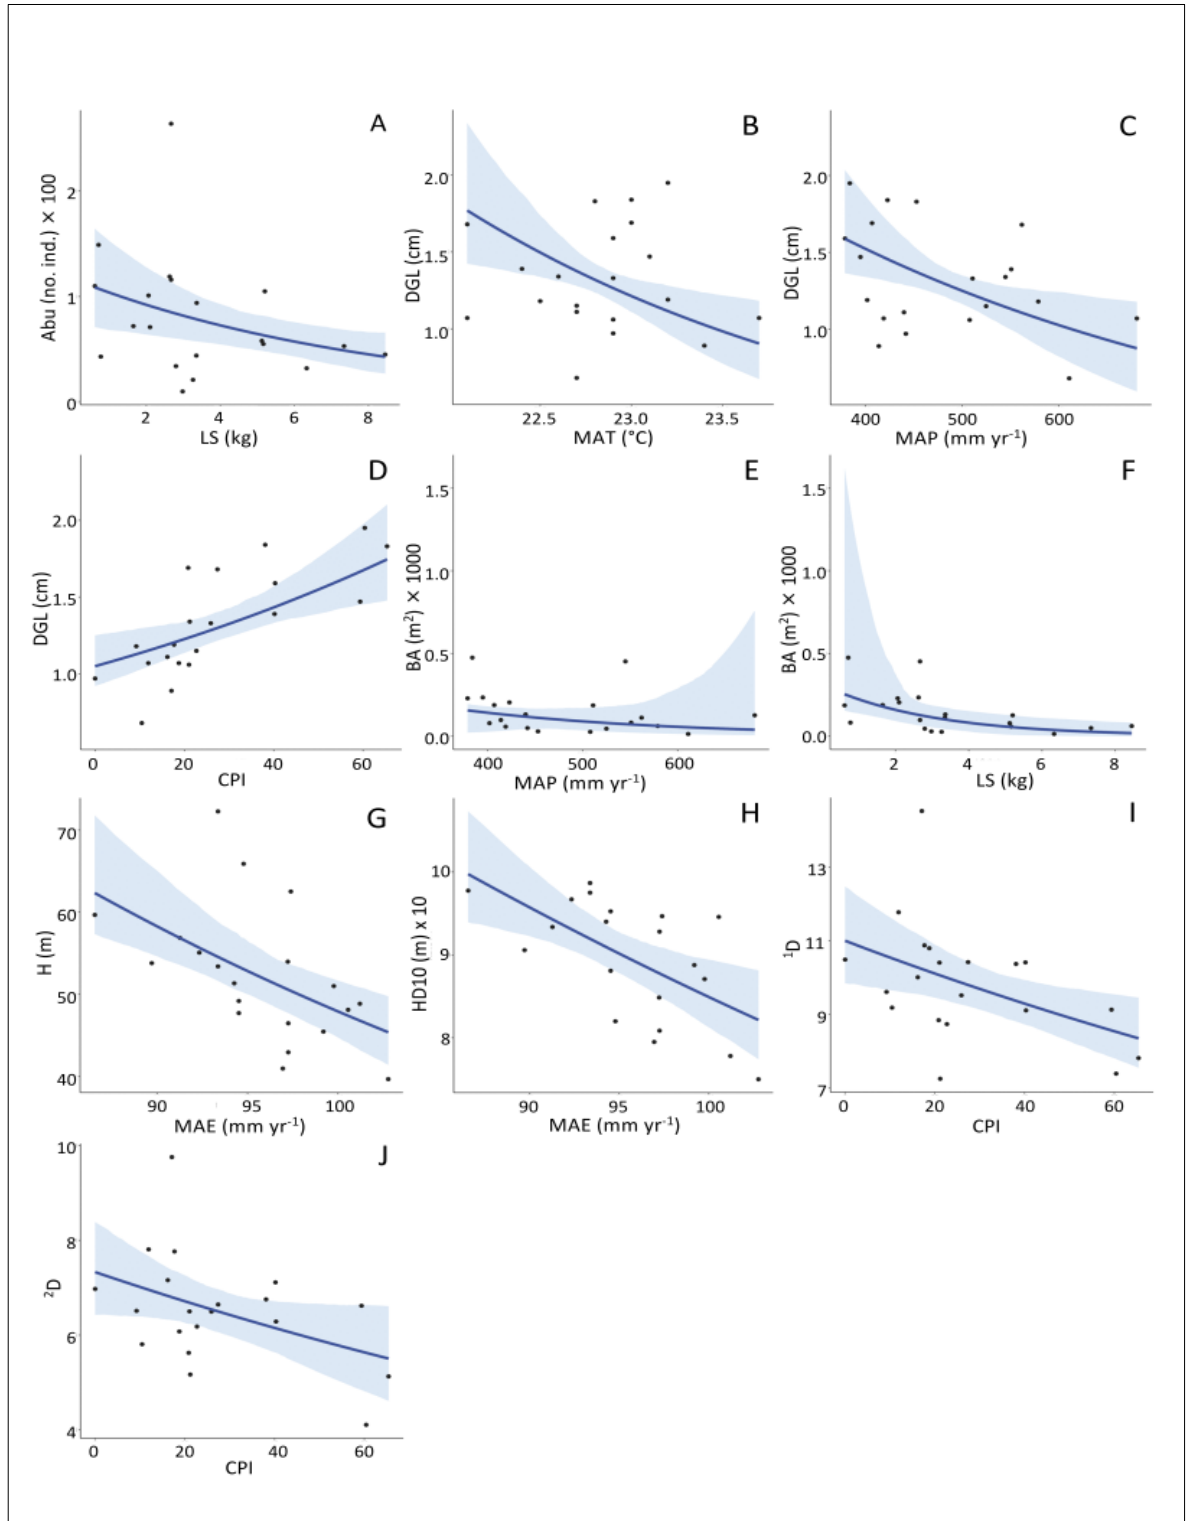 A
Abu (no. ind.) × 100
2
1
0
2 4 6 8
LS (kg)
B
DGL (cm)
2.0
1.5
1.0
22.5 23.0 23.5
MAT (°C)
C
DGL (cm)
2.0
1.5
1.0
400 500 600
MAP (mm yr⁻¹)
D
DGL (cm)
2.0
1.5
1.0
0 20 40 60
CPI
E
BA (m²) × 1000
1.5
1.0
0.5
0.0
400 500 600
MAP (mm yr⁻¹)
F
BA (m²) × 1000
1.5
1.0
0.5
0.0
2 4 6 8
LS (kg)
G
H (m)
70
60
50
40
90 95 100
MAE (mm yr⁻¹)
H
HD10 (m) x 10
10
9
8
90 95 100
MAE (mm yr⁻¹)
I
¹D
13
11
9
7
0 20 40 60
CPI
J
²D
10
8
6
4
0 20 40 60
CPI